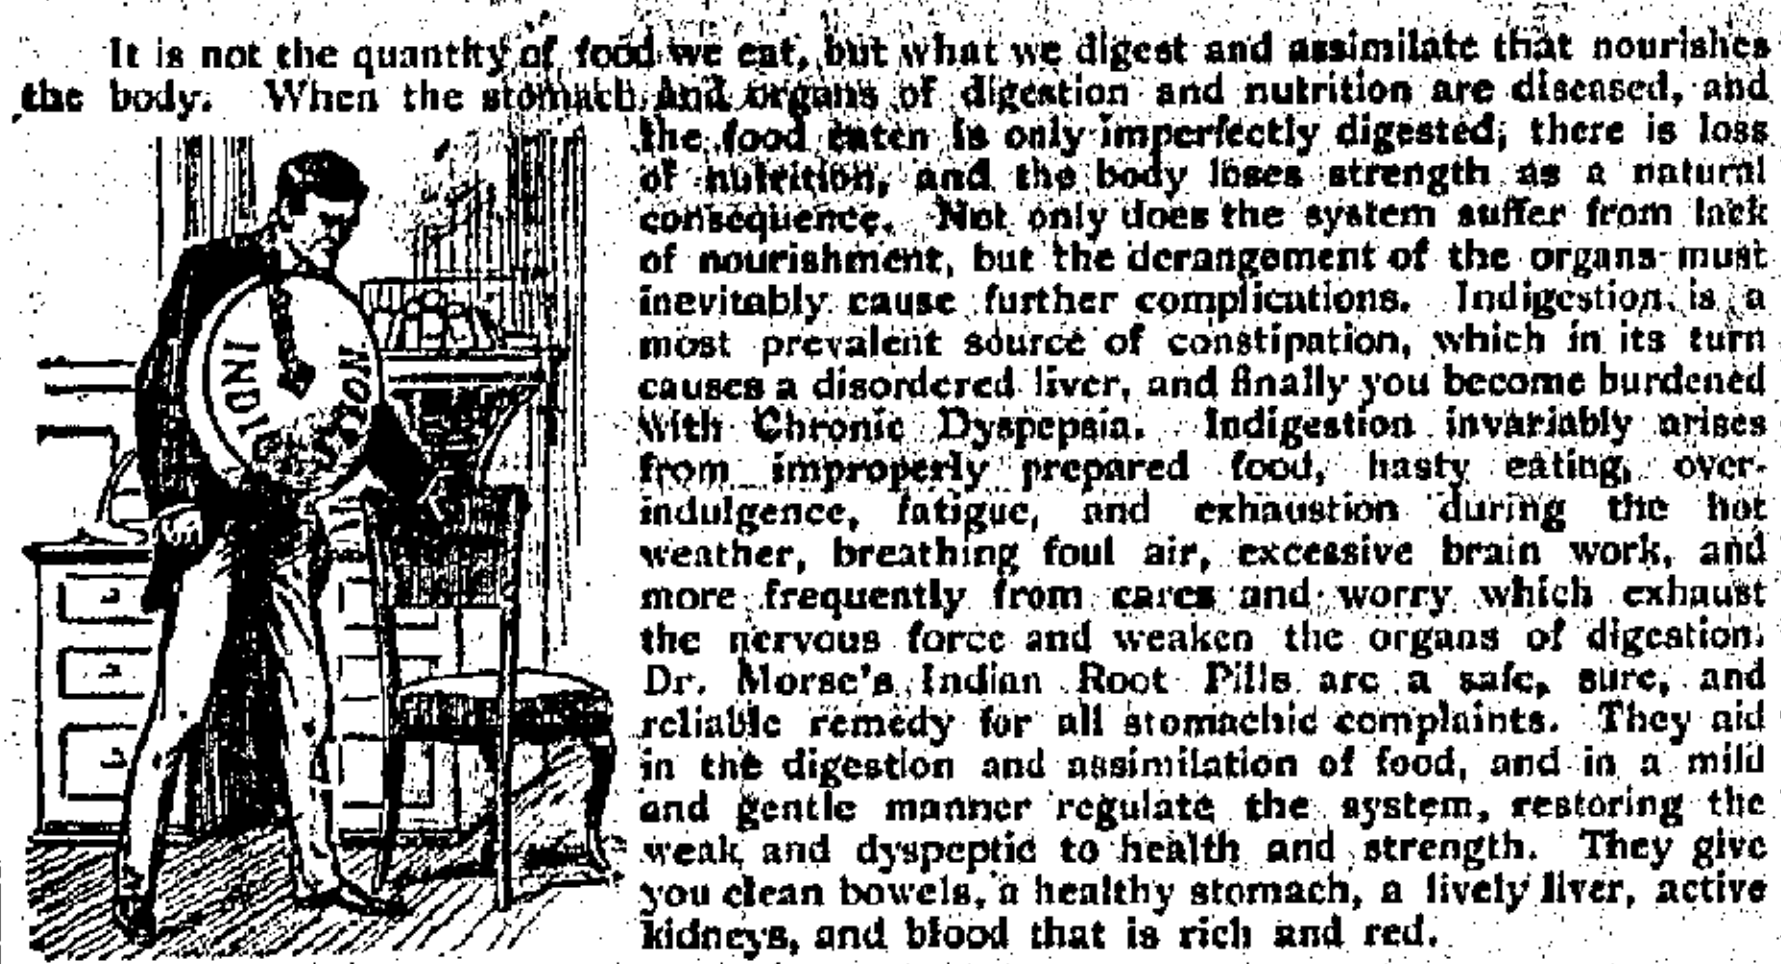 It is not the quantity of food we eat, but what we digest and assimilate that nourishes
the body. When the stomach and organs of digestion and nutrition are diseased, and
the food eaten is only imperfectly digested, there is loss
of nutrition, and the body loses strength as a natural
consequence. Not only does the system suffer from lack
of nourishment, but the derangement of the organs must
inevitably cause further complications. Indigestion is a
most prevalent source of constipation, which in its turn
causes a disordered liver, and finally you become burdened
with Chronic Dyspepsia. Indigestion invariably arises
from improperly prepared food, hasty eating, over-
indulgence, fatigue, and exhaustion during the hot
weather, breathing foul air, excessive brain work, and
more frequently from cares and worry which exhaust
the nervous force and weaken the organs of digestion.
Dr. Morse's Indian Root Pills are a safe, sure, and
reliable remedy for all stomachic complaints. They aid
in the digestion and assimilation of food, and in a mild
and gentle manner regulate the system, restoring the
weak and dyspeptic to health and strength. They give
you clean bowels, a healthy stomach, a lively liver, active
kidneys, and blood that is rich and red.